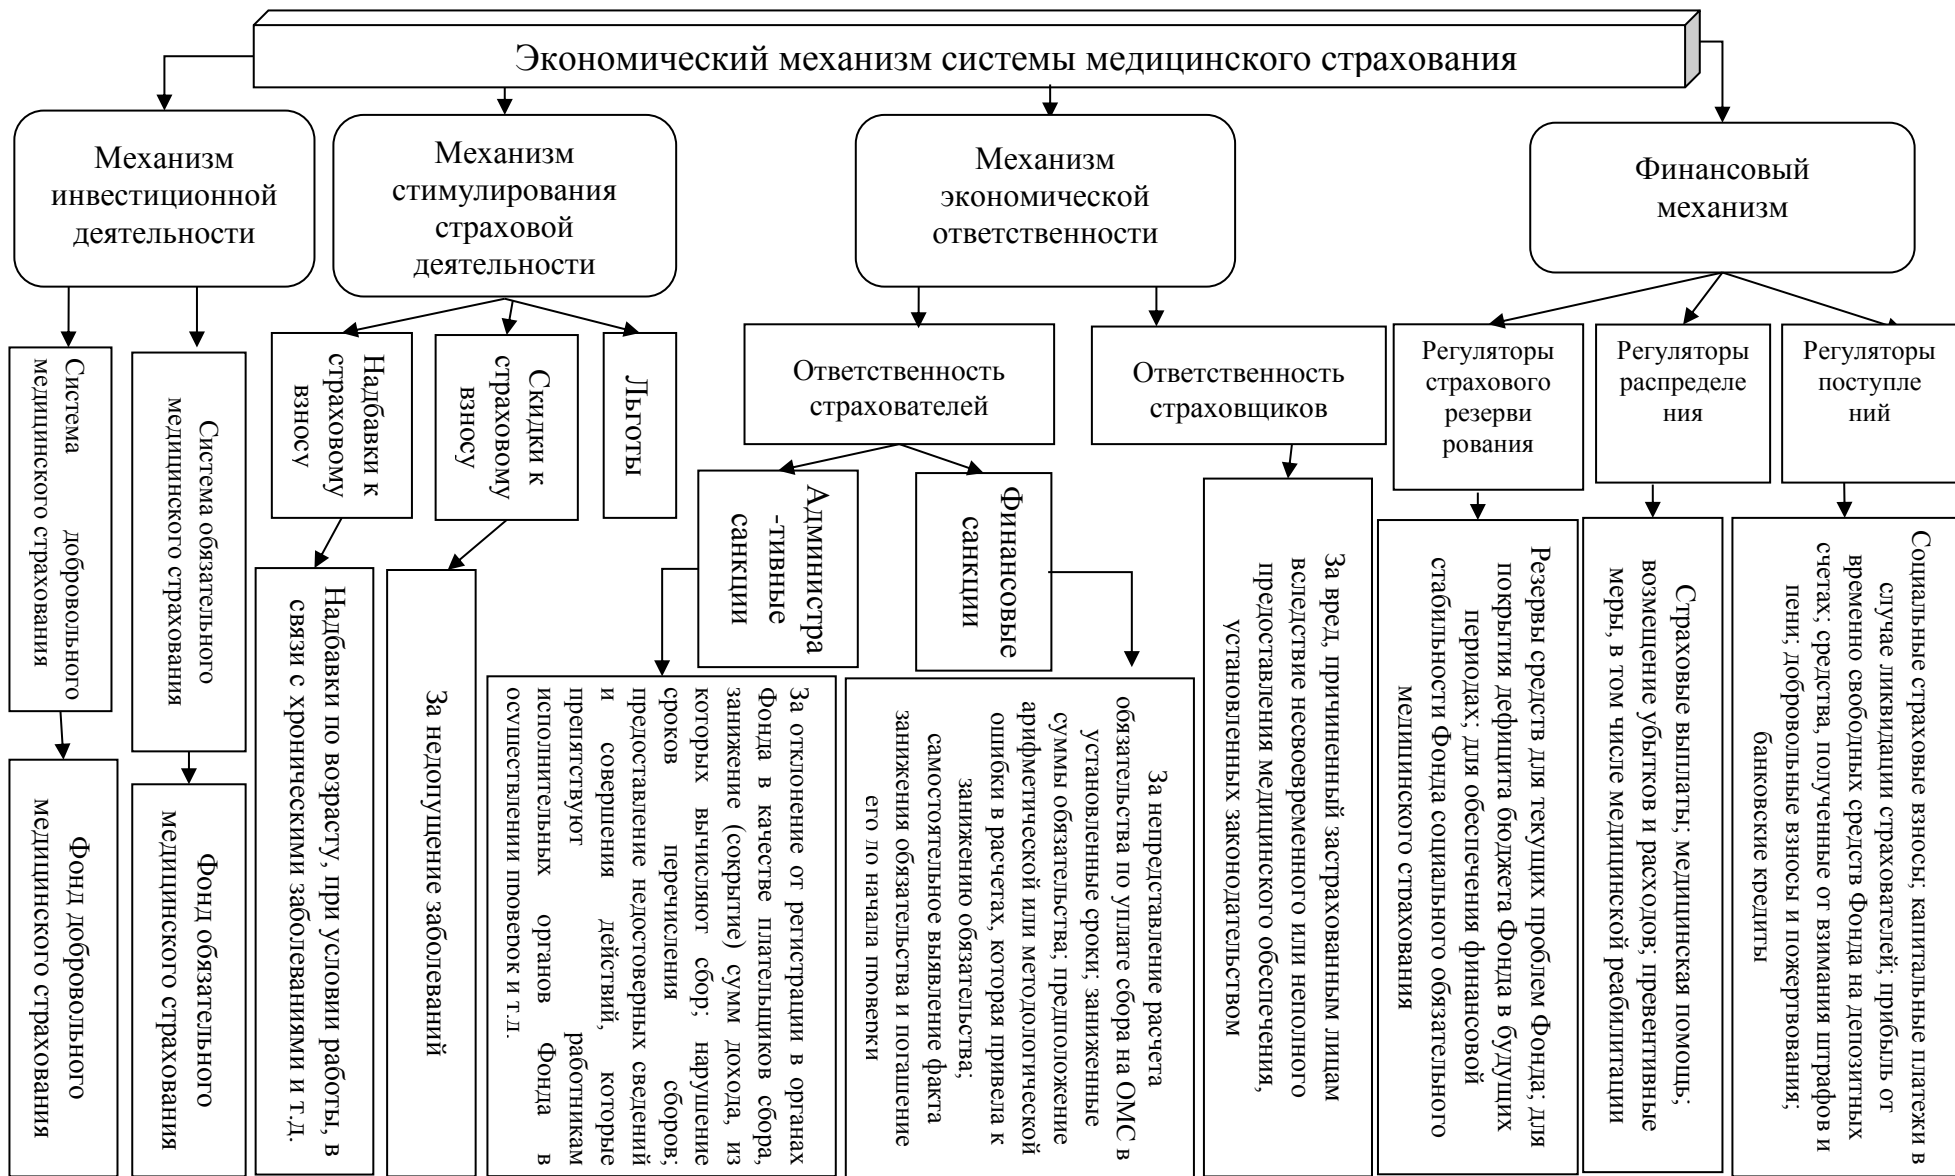 Экономический механизм системы медицинского страхования
Механизм
инвестиционной
деятельности
Механизм
стимулирования
страховой
деятельности
Механизм
экономической
ответственности
Финансовый
механизм
Система добровольного
медицинского страхования
Система обязательного
медицинского страхования
Надбавки к
страховому
взносу
Скидки к
страховому
взносу
Льготы
Ответственность
страхователей
Ответственность
страховщиков
Регуляторы
страхового
резерви
рования
Регуляторы
распределе
ния
Регуляторы
поступле
ний
Администра
-тивные
санкции
Финансовые
санкции
Фонд добровольного
медицинского страхования
Фонд обязательного
медицинского страхования
Надбавки по возрасту, при условии работы, в
связи с хроническими заболеваниями и т.д.
За недопущение заболеваний
За отклонение от регистрации в органах
Фонда в качестве плательщиков сбора,
занижение (сокрытие) сумм дохода, из
которых вычисляют сбор; нарушение
сроков перечисления сборов;
предоставление недостоверных сведений
и совершения действий, которые
препятствуют работникам
исполнительных органов Фонда в
осуществлении проверок и т.д.
За непредставление расчета
обязательства по уплате сбора на ОМС в
установленные сроки; заниженные
суммы обязательства; предположение
арифметической или методологической
ошибки в расчетах, которая привела к
занижению обязательства;
самостоятельное выявление факта
занижения обязательства и погашение
его до начала проверки
За вред, причиненный застрахованным лицам
вследствие несвоевременного или неполного
предоставления медицинского обеспечения,
установленных законодательством
Резервы средств для текущих проблем Фонда; для
покрытия дефицита бюджета Фонда в будущих
периодах; для обеспечения финансовой
стабильности Фонда социального обязательного
медицинского страхования
Страховые выплаты; медицинская помощь;
возмещение убытков и расходов; превентивные
меры, в том числе медицинской реабилитации
Социальные страховые взносы; капитальные платежи в
случае ликвидации страхователей; прибыль от
временно свободных средств Фонда на депозитных
счетах; средства, полученные от взимания штрафов и
пени; добровольные взносы и пожертвования;
банковские кредиты